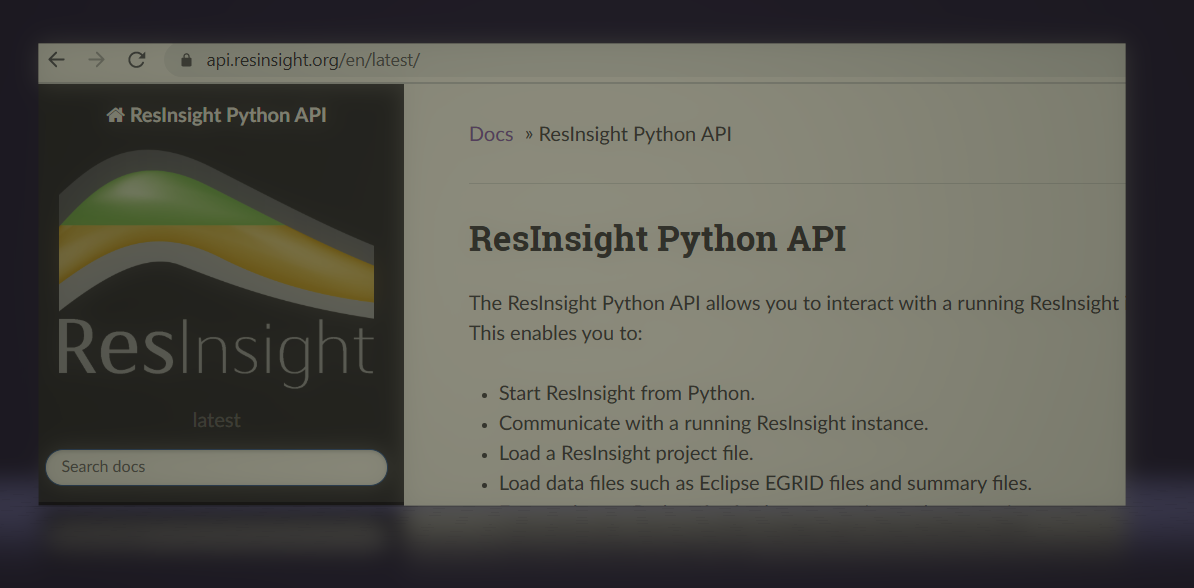 api.resinsight.org/en/latest/
ResInsight Python API
ResInsight
latest
Search docs
Docs » ResInsight Python API
ResInsight Python API
The ResInsight Python API allows you to interact with a running ResInsight
This enables you to:
• Start ResInsight from Python.
• Communicate with a running ResInsight instance.
• Load a ResInsight project file.
• Load data files such as Eclipse EGRID files and summary files.